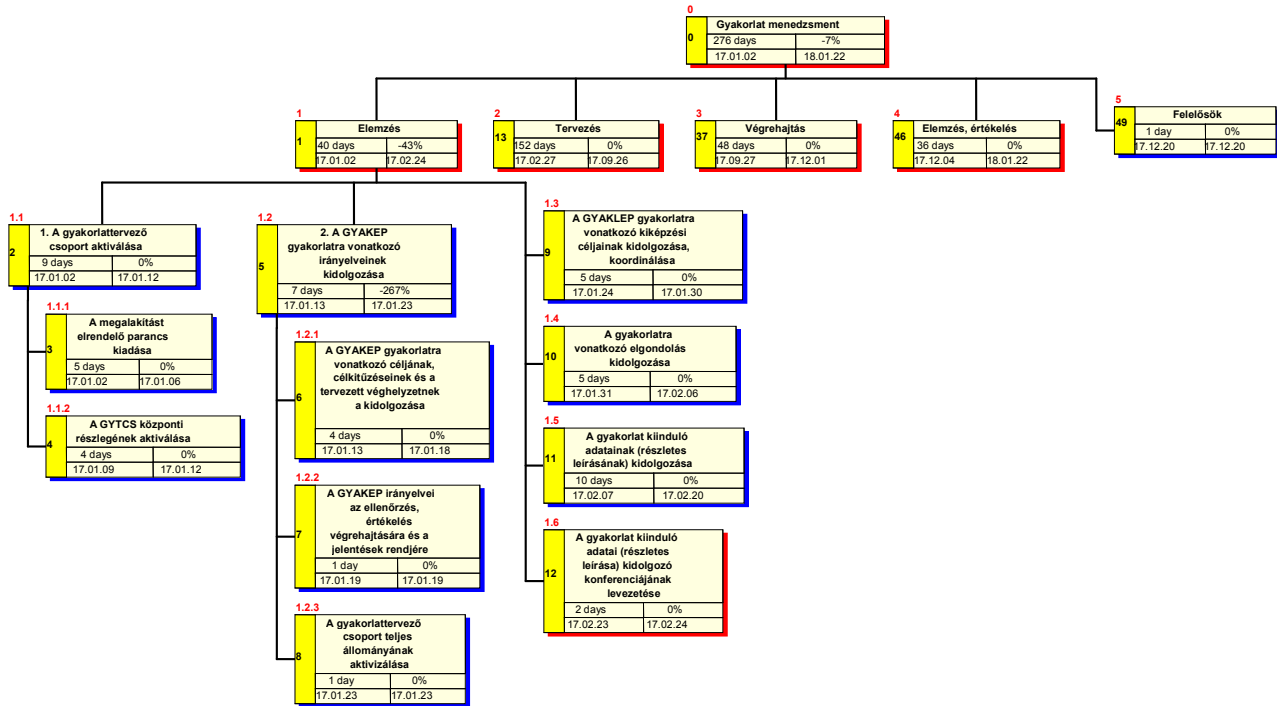 0
Gyakorlat menedzsment
0
276 days -7%
17.01.02 18.01.22
1
Elemzés
1
40 days -43%
17.01.02 17.02.24
2
Tervezés
13
152 days 0%
17.02.27 17.09.26
3
Végrehajtás
37
48 days 0%
17.09.27 17.12.01
4
Elemzés, értékelés
46
36 days 0%
17.12.04 18.01.22
5
Felelősök
49
1 day 0%
17.12.20 17.12.20
1.1
1. A gyakorlattervező
csoport aktiválása
2
9 days 0%
17.01.02 17.01.12
1.1.1
A megalakítást
elrendelő parancs
kiadása
3
5 days 0%
17.01.02 17.01.06
1.1.2
A GYTCS központi
részlegének aktiválása
4
4 days 0%
17.01.09 17.01.12
1.2
2. A GYAKEP
gyakorlatra vonatkozó
irányelveinek
kidolgozása
5
7 days -267%
17.01.13 17.01.23
1.2.1
A GYAKEP gyakorlatra
vonatkozó céljának,
célkitűzéseinek és a
tervezett véghelyzetnek
a kidolgozása
6
4 days 0%
17.01.13 17.01.18
1.2.2
A GYAKEP irányelvei
az ellenőrzés,
értékelés
végrehajtására és a
jelentések rendjére
7
1 day 0%
17.01.19 17.01.19
1.2.3
A gyakorlattervező
csoport teljes
állományának
aktivizálása
8
1 day 0%
17.01.23 17.01.23
1.3
A GYAKLEP gyakorlatra
vonatkozó kiképzési
céljainak kidolgozása,
koordinálása
9
5 days 0%
17.01.24 17.01.30
1.4
A gyakorlatra
vonatkozó elgondolás
kidolgozása
10
5 days 0%
17.01.31 17.02.06
1.5
A gyakorlat kiinduló
adatainak (részletes
leírásának) kidolgozása
11
10 days 0%
17.02.07 17.02.20
1.6
A gyakorlat kiinduló
adatai (részletes
leírása) kidolgozó
konferenciájának
levezetése
12
2 days 0%
17.02.23 17.02.24